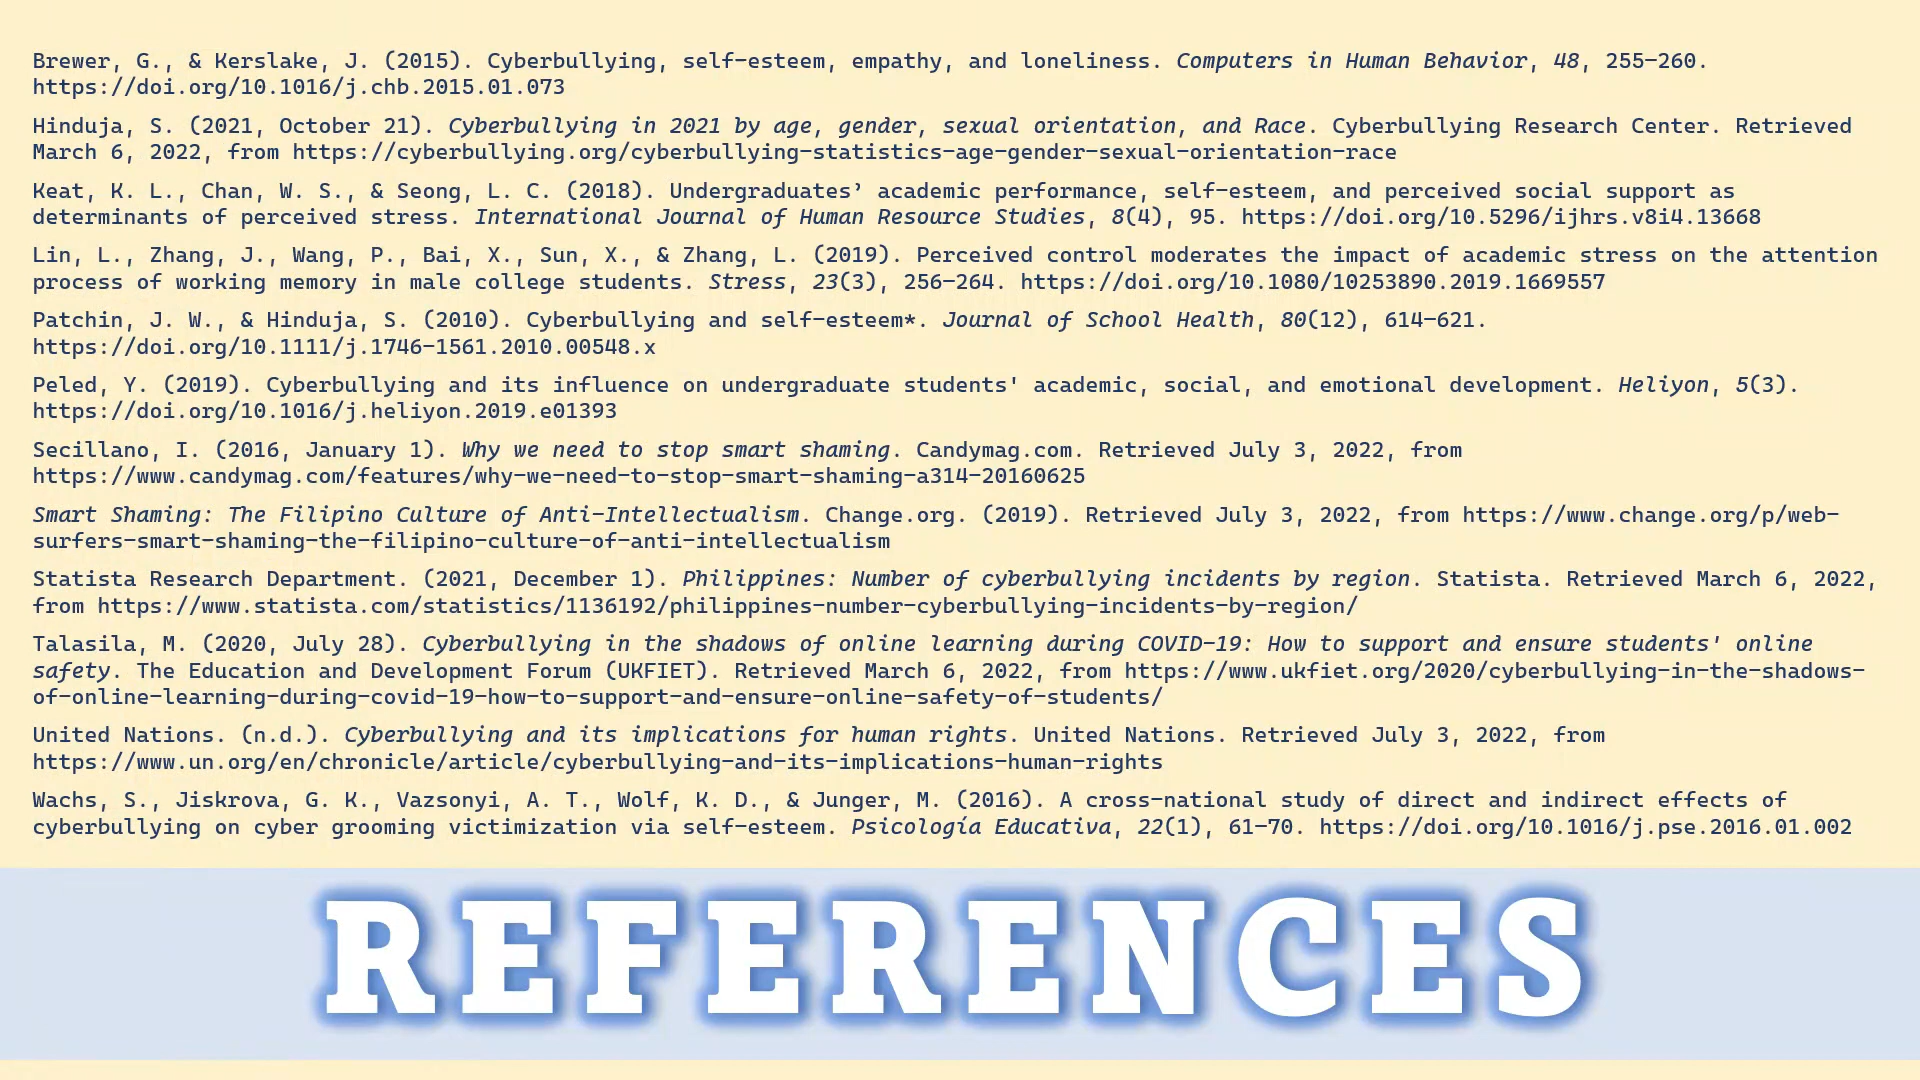 Brewer, G., & Kerslake, J. (2015). Cyberbullying, self-esteem, empathy, and loneliness. Computers in Human Behavior, 48, 255–260.
https://doi.org/10.1016/j.chb.2015.01.073
Hinduja, S. (2021, October 21). Cyberbullying in 2021 by age, gender, sexual orientation, and Race. Cyberbullying Research Center. Retrieved
March 6, 2022, from https://cyberbullying.org/cyberbullying-statistics-age-gender-sexual-orientation-race
Keat, K. L., Chan, W. S., & Seong, L. C. (2018). Undergraduates’ academic performance, self-esteem, and perceived social support as
determinants of perceived stress. International Journal of Human Resource Studies, 8(4), 95. https://doi.org/10.5296/ijhrs.v8i4.13668
Lin, L., Zhang, J., Wang, P., Bai, X., Sun, X., & Zhang, L. (2019). Perceived control moderates the impact of academic stress on the attention
process of working memory in male college students. Stress, 23(3), 256–264. https://doi.org/10.1080/10253890.2019.1669557
Patchin, J. W., & Hinduja, S. (2010). Cyberbullying and self-esteem*. Journal of School Health, 80(12), 614–621.
https://doi.org/10.1111/j.1746-1561.2010.00548.x
Peled, Y. (2019). Cyberbullying and its influence on undergraduate students' academic, social, and emotional development. Heliyon, 5(3).
https://doi.org/10.1016/j.heliyon.2019.e01393
Secillano, I. (2016, January 1). Why we need to stop smart shaming. Candymag.com. Retrieved July 3, 2022, from
https://www.candymag.com/features/why-we-need-to-stop-smart-shaming-a314-20160625
Smart Shaming: The Filipino Culture of Anti-Intellectualism. Change.org. (2019). Retrieved July 3, 2022, from https://www.change.org/p/web-
surfers-smart-shaming-the-filipino-culture-of-anti-intellectualism
Statista Research Department. (2021, December 1). Philippines: Number of cyberbullying incidents by region. Statista. Retrieved March 6, 2022,
from https://www.statista.com/statistics/1136192/philippines-number-cyberbullying-incidents-by-region/
Talasila, M. (2020, July 28). Cyberbullying in the shadows of online learning during COVID-19: How to support and ensure students' online
safety. The Education and Development Forum (UKFIET). Retrieved March 6, 2022, from https://www.ukfiet.org/2020/cyberbullying-in-the-shadows-
of-online-learning-during-covid-19-how-to-support-and-ensure-online-safety-of-students/
United Nations. (n.d.). Cyberbullying and its implications for human rights. United Nations. Retrieved July 3, 2022, from
https://www.un.org/en/chronicle/article/cyberbullying-and-its-implications-human-rights
Wachs, S., Jiskrova, G. K., Vazsonyi, A. T., Wolf, K. D., & Junger, M. (2016). A cross-national study of direct and indirect effects of
cyberbullying on cyber grooming victimization via self-esteem. Psicología Educativa, 22(1), 61–70. https://doi.org/10.1016/j.pse.2016.01.002
REFERENCES